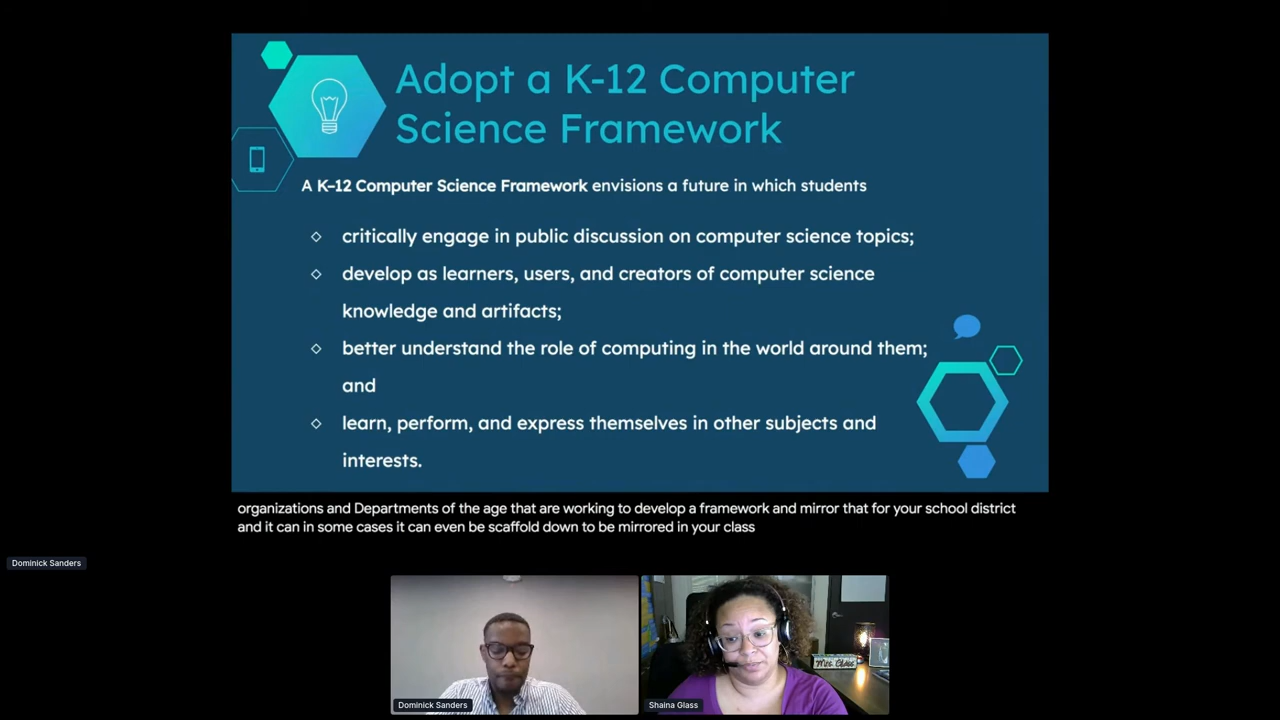 Adopt a K-12 Computer
Science Framework
A K-12 Computer Science Framework envisions a future in which students
critically engage in public discussion on computer science topics;
develop as learners, users, and creators of computer science
knowledge and artifacts;
better understand the role of computing in the world around them;
and
learn, perform, and express themselves in other subjects and
interests.
organizations and Departments of the age that are working to develop a framework and mirror that for your school district
and it can in some cases it can even be scaffold down to be mirrored in your class
Dominick Sanders
Mrs. Glass
Dominick Sanders
Shaina Glass